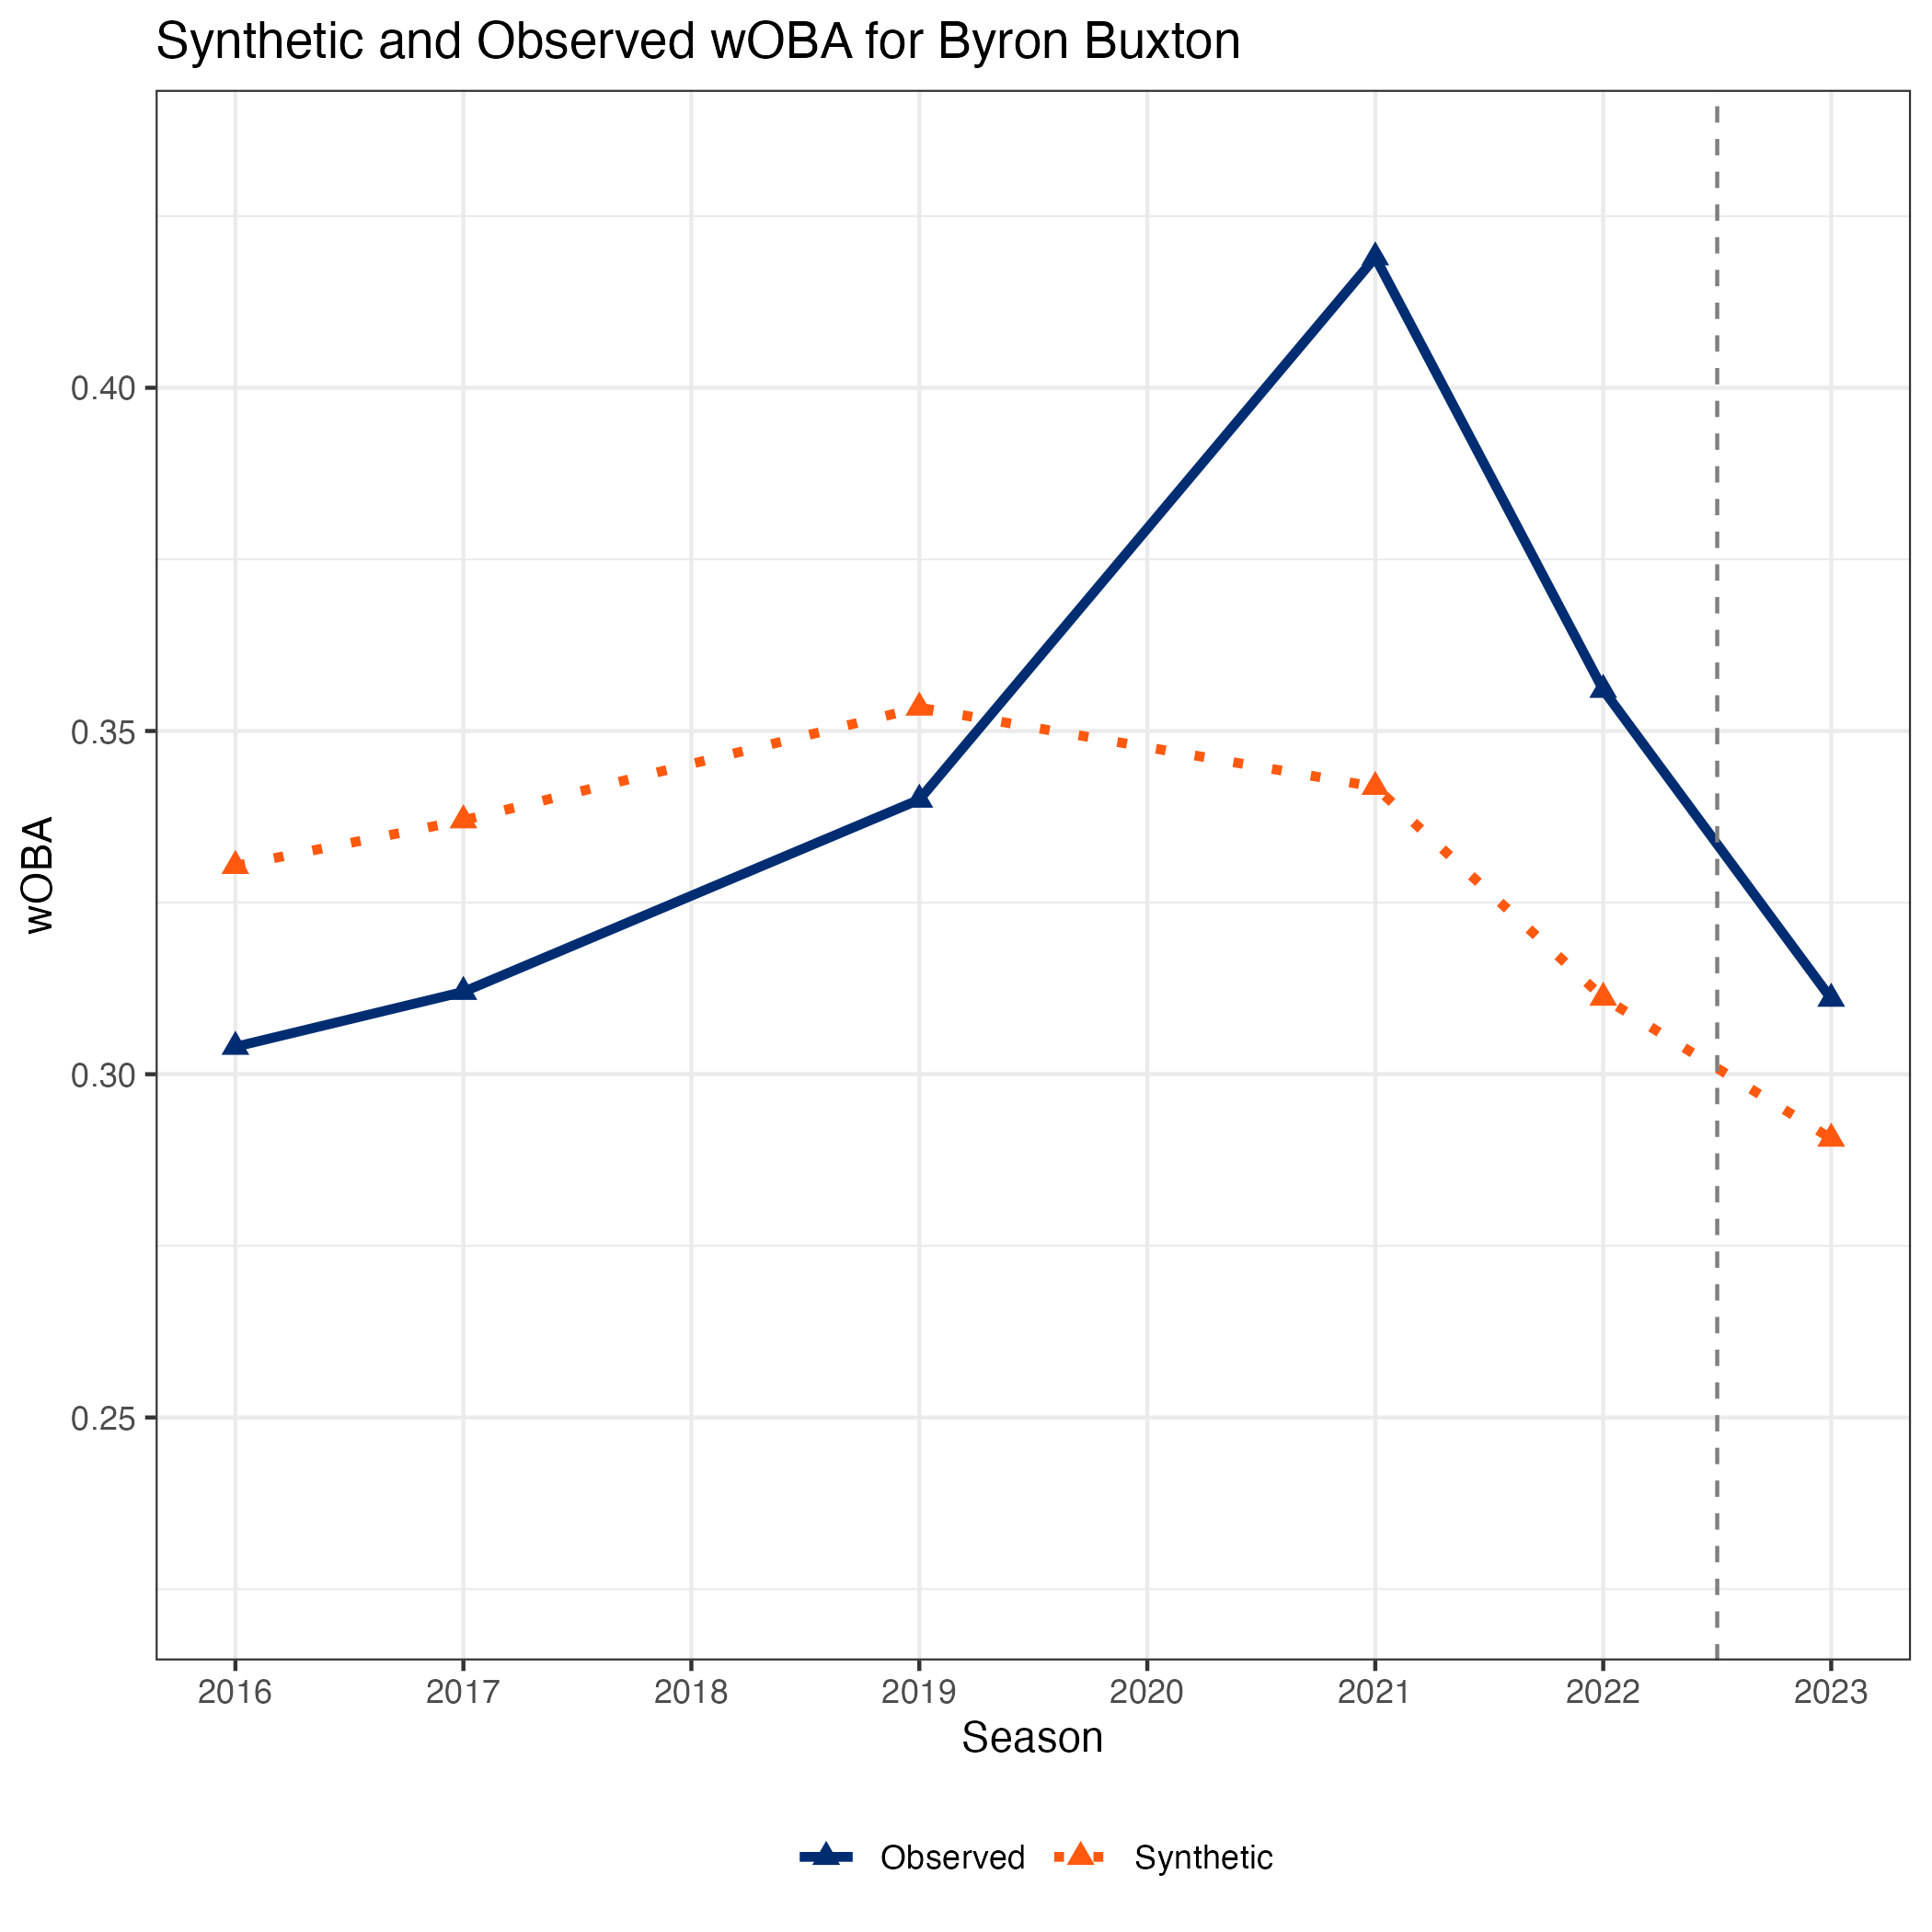 Synthetic and Observed wOBA for Byron Buxton
wOBA
0.40
0.35
0.30
0.25
2016 2017 2018 2019 2020 2021 2022 2023
Season
Observed Synthetic